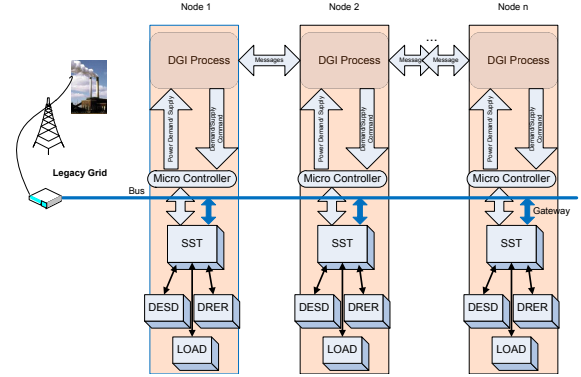 Node 1
Node 2
Node n
...
DGI Process
Messages
DGI Process
Messages
Messages
DGI Process
Power Demand/ Supply
Demand/Supply
Command
Power Demand/ Supply
Demand/Supply
Command
Power Demand/ Supply
Demand/Supply
Command
Legacy Grid
Micro Controller
Micro Controller
Micro Controller
Bus
Gateway
SST
SST
SST
DESD
DRER
DESD
DRER
DESD
DRER
LOAD
LOAD
LOAD